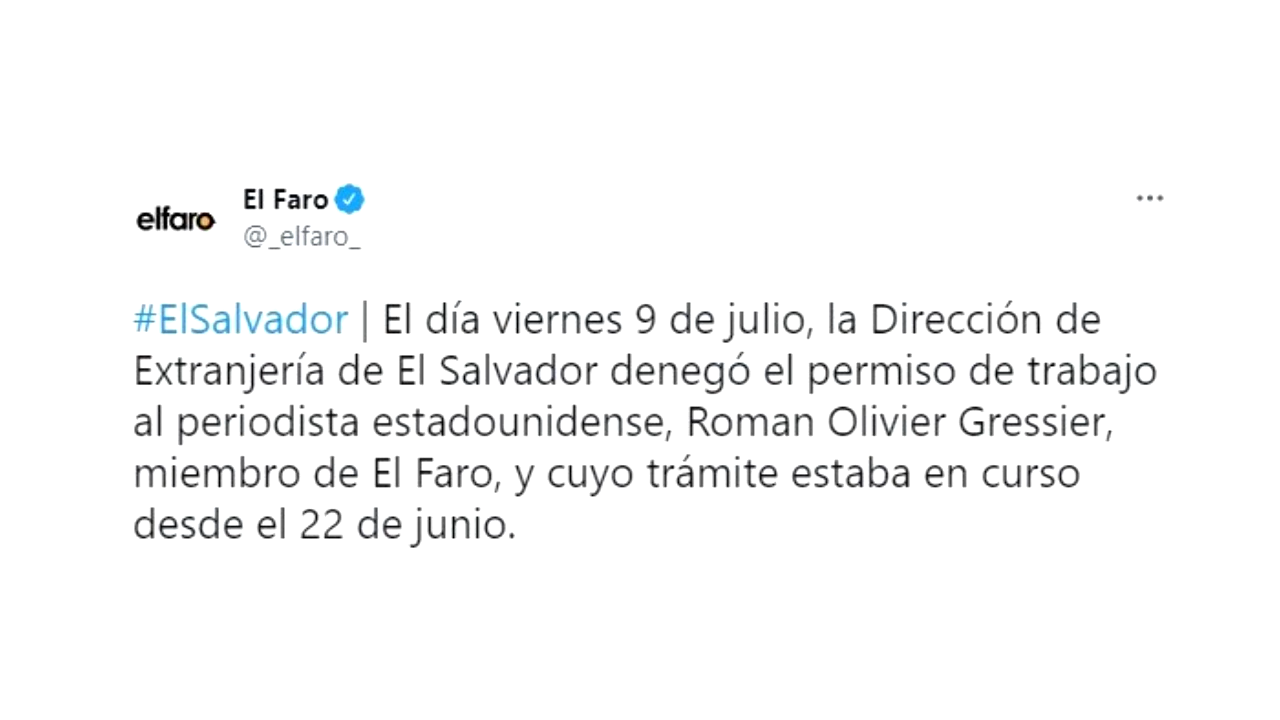 elfaro
El Faro
@_elfaro_
#ElSalvador | El día viernes 9 de julio, la Dirección de
Extranjería de El Salvador denegó el permiso de trabajo
al periodista estadounidense, Roman Olivier Gressier,
miembro de El Faro, y cuyo trámite estaba en curso
desde el 22 de junio.